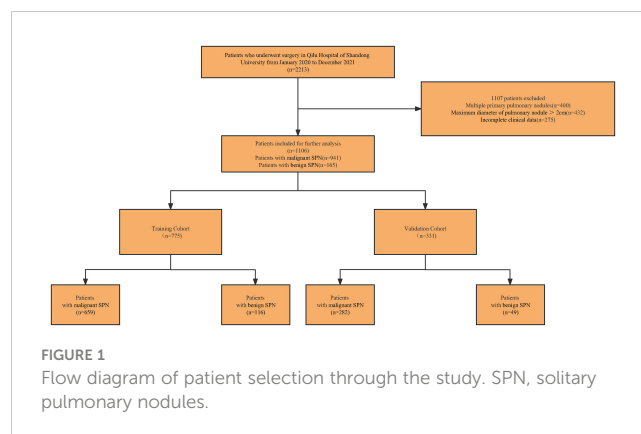 Patients who underwent surgery in Qilu Hospital of Shandong
University from January 2020 to December 2021
(n=2213)
1107 patients excluded
Multiple primary pulmonary nodules(n=400)
Maximum diameter of pulmonary nodule > 2cm(n=432)
Incomplete clinical data(n=275)
Patients included for further analysis
(n=1106)
Patients with malignant SPN(n=941)
Patients with benign SPN(n=165)
Training Cohort
(n=775)
Validation Cohort
(n=331)
Patients
with malignant SPN
(n=659)
Patients
with benign SPN
(n=116)
Patients
with malignant SPN
(n=282)
Patients
with benign SPN
(n=49)
FIGURE 1
Flow diagram of patient selection through the study. SPN, solitary
pulmonary nodules.